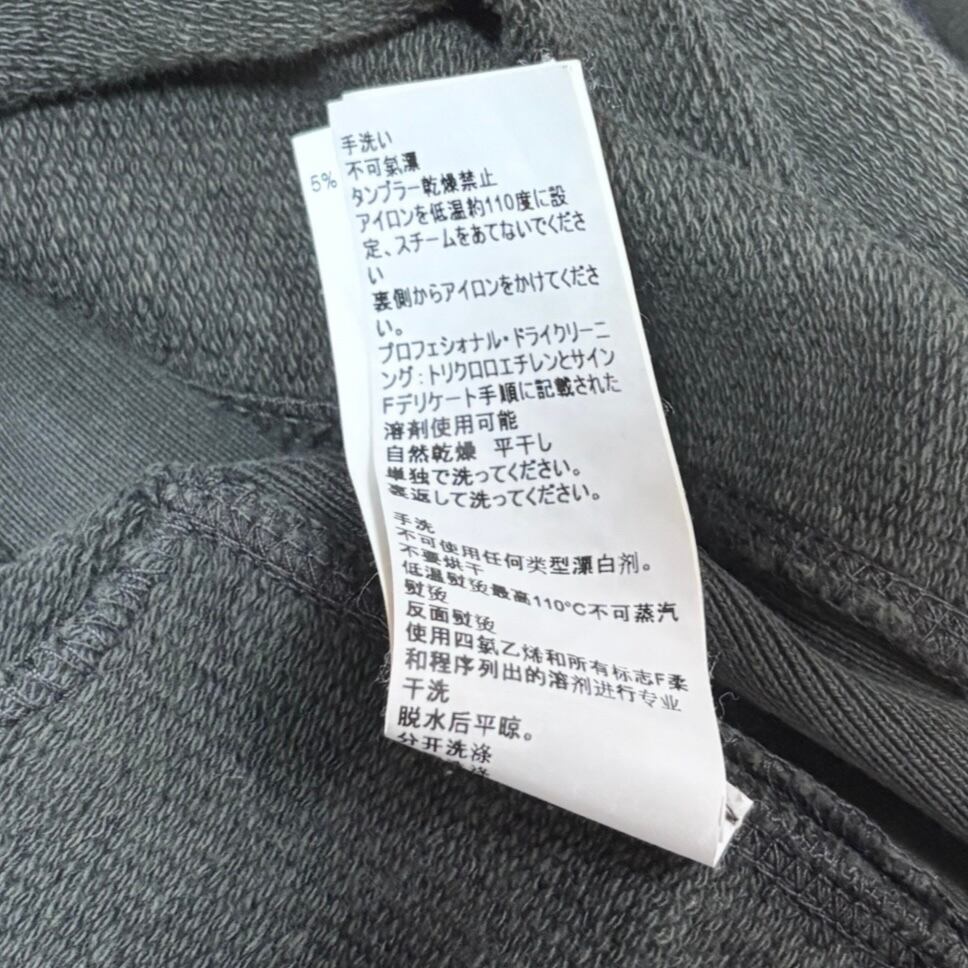 5%
手洗い
不可氯漂
タンブラー乾燥禁止
アイロンを低温約110度に設
定、スチームをあてないでくださ
い
裏側からアイロンをかけてくださ
い。
プロフェショナル・ドライクリーニ
ング:トリクロロエチレンとサイン
Fデリケート手順に記載された
溶剤使用可能
自然乾燥 平干し
単独で洗ってください。
裏返して洗ってください。
手洗
不可使用任何类型漂白剂。
不要烘干
低温熨烫最高110°C不可蒸汽
熨烫
反面熨烫
使用四氯乙烯和所有标志F柔
和程序列出的溶剂进行专业
干洗
脱水后平晾。
分开洗涤